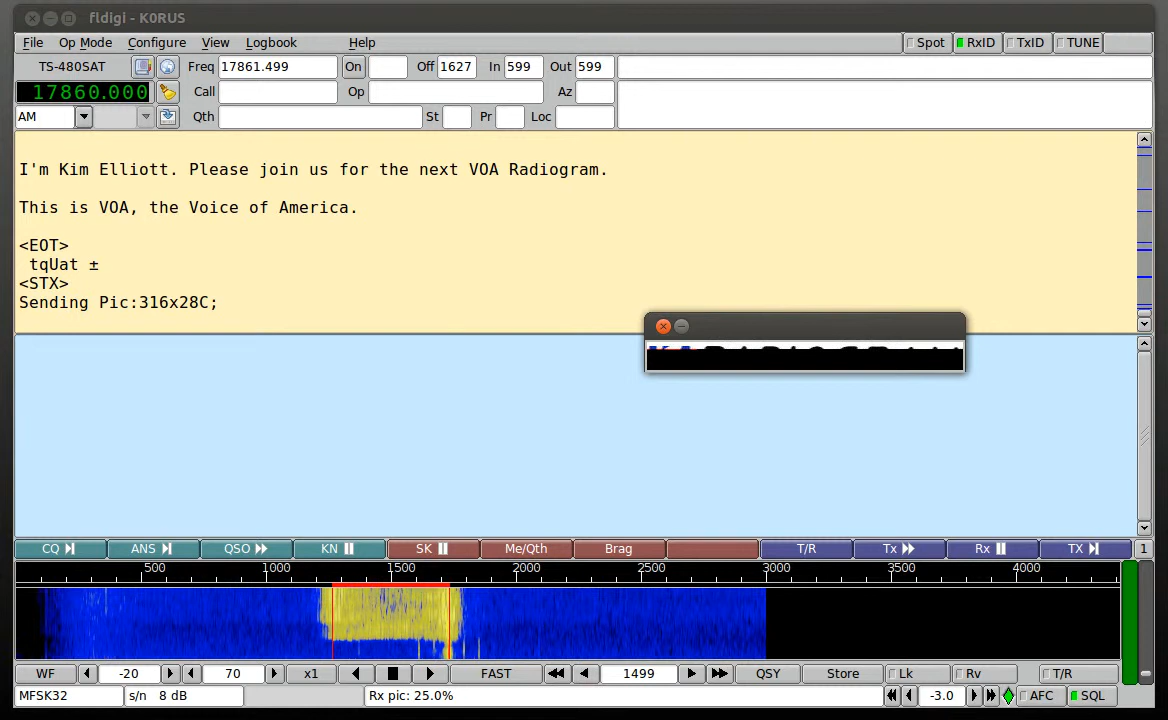 fldigi - K0RUS
File Op Mode Configure View Logbook Help Spot RxID TxID TUNE
TS-480SAT Freq 17861.499 On Off 1627 In 599 Out 599
17860.000 Call Op Az
AM Qth St Pr Loc
I'm Kim Elliott. Please join us for the next VOA Radiogram.
This is VOA, the Voice of America.
<EOT>
tqUat ±
<STX>
Sending Pic:316x28C;
CQ ANS QSO KN SK Me/Qth Brag T/R Tx Rx TX 1
500 1000 1500 2000 2500 3000 3500 4000
WF -20 70 x1 FAST 1499 QSY Store Lk Rv T/R
MFSK32 s/n 8 dB Rx pic: 25.0% -3.0 AFC SQL